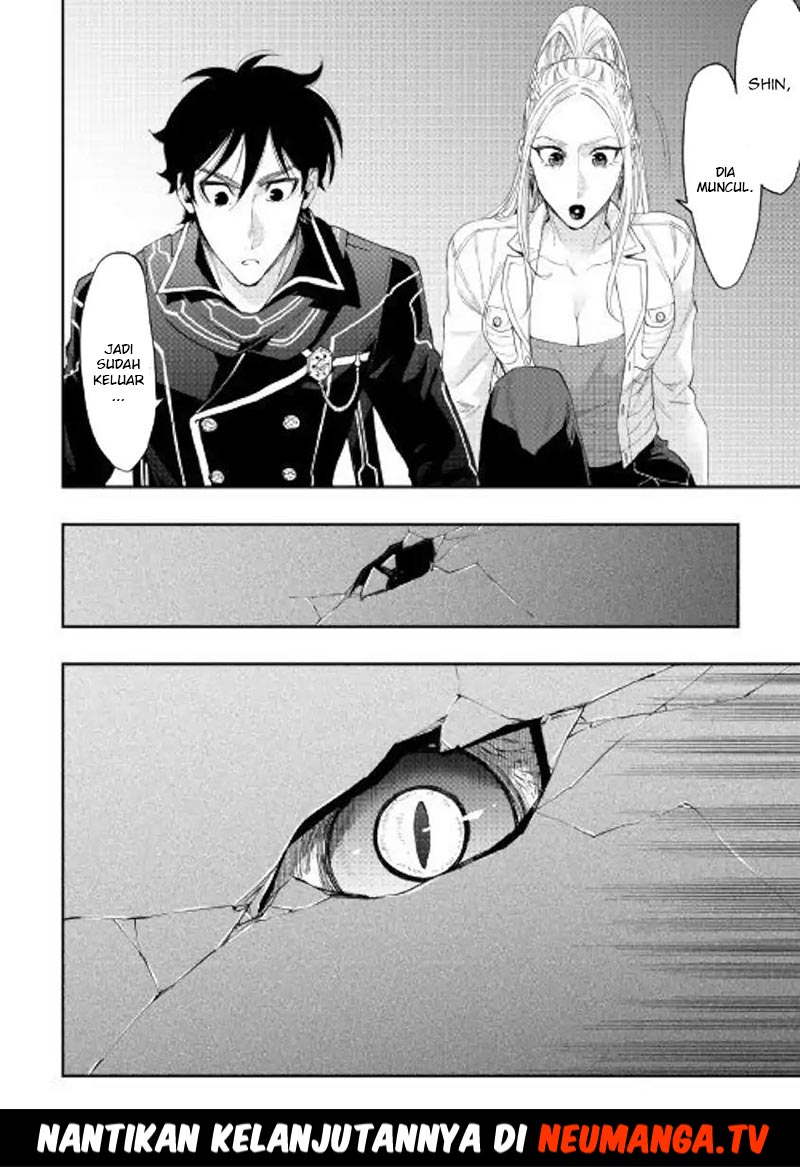 SHIN,
DIA
MUNCUL.
JADI
SUDAH
KELUAR
...
NANTIKAN KELANJUTANNYA DI NEUMANGA.TV